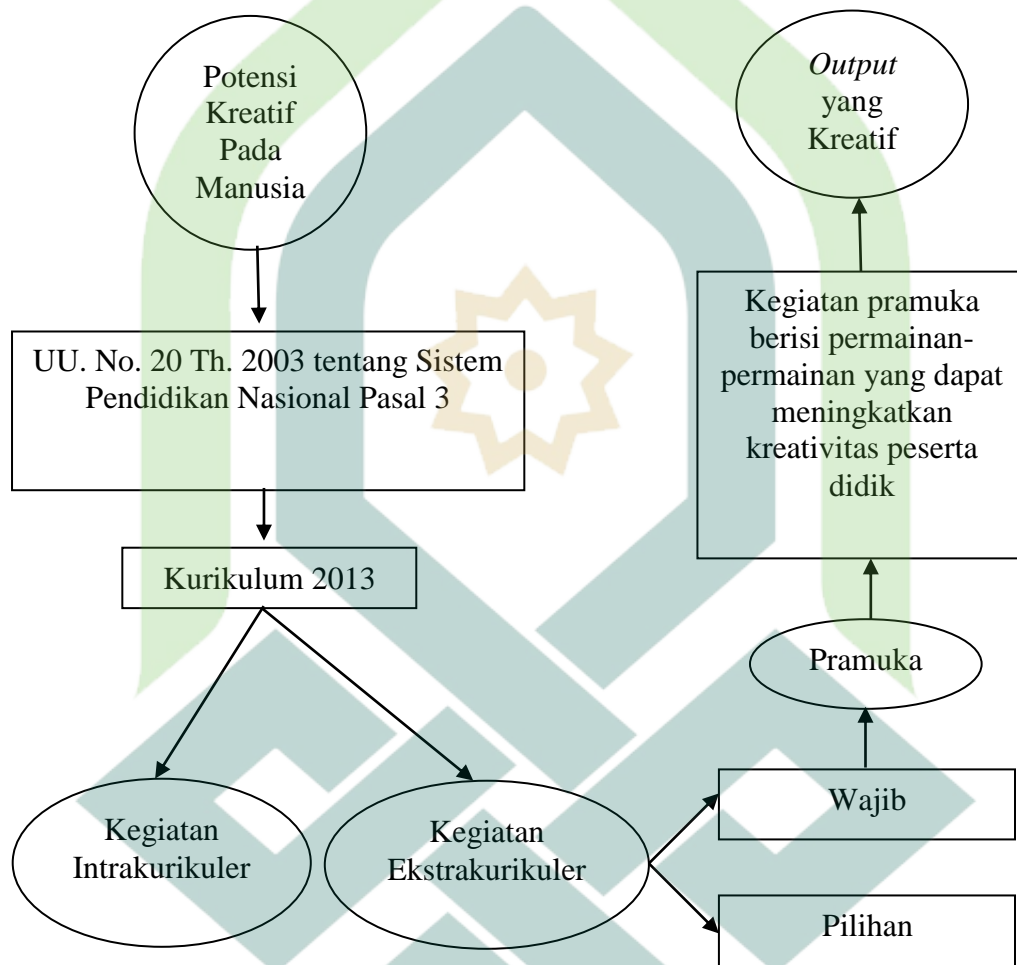 Potensi
Kreatif
Pada
Manusia
UU. No. 20 Th. 2003 tentang Sistem
Pendidikan Nasional Pasal 3
Kurikulum 2013
Kegiatan
Intrakurikuler
Kegiatan
Ekstrakurikuler
Wajib
Pilihan
Pramuka
Kegiatan pramuka
berisi permainan-
permainan yang dapat
meningkatkan
kreativitas peserta
didik
Output
yang
Kreatif